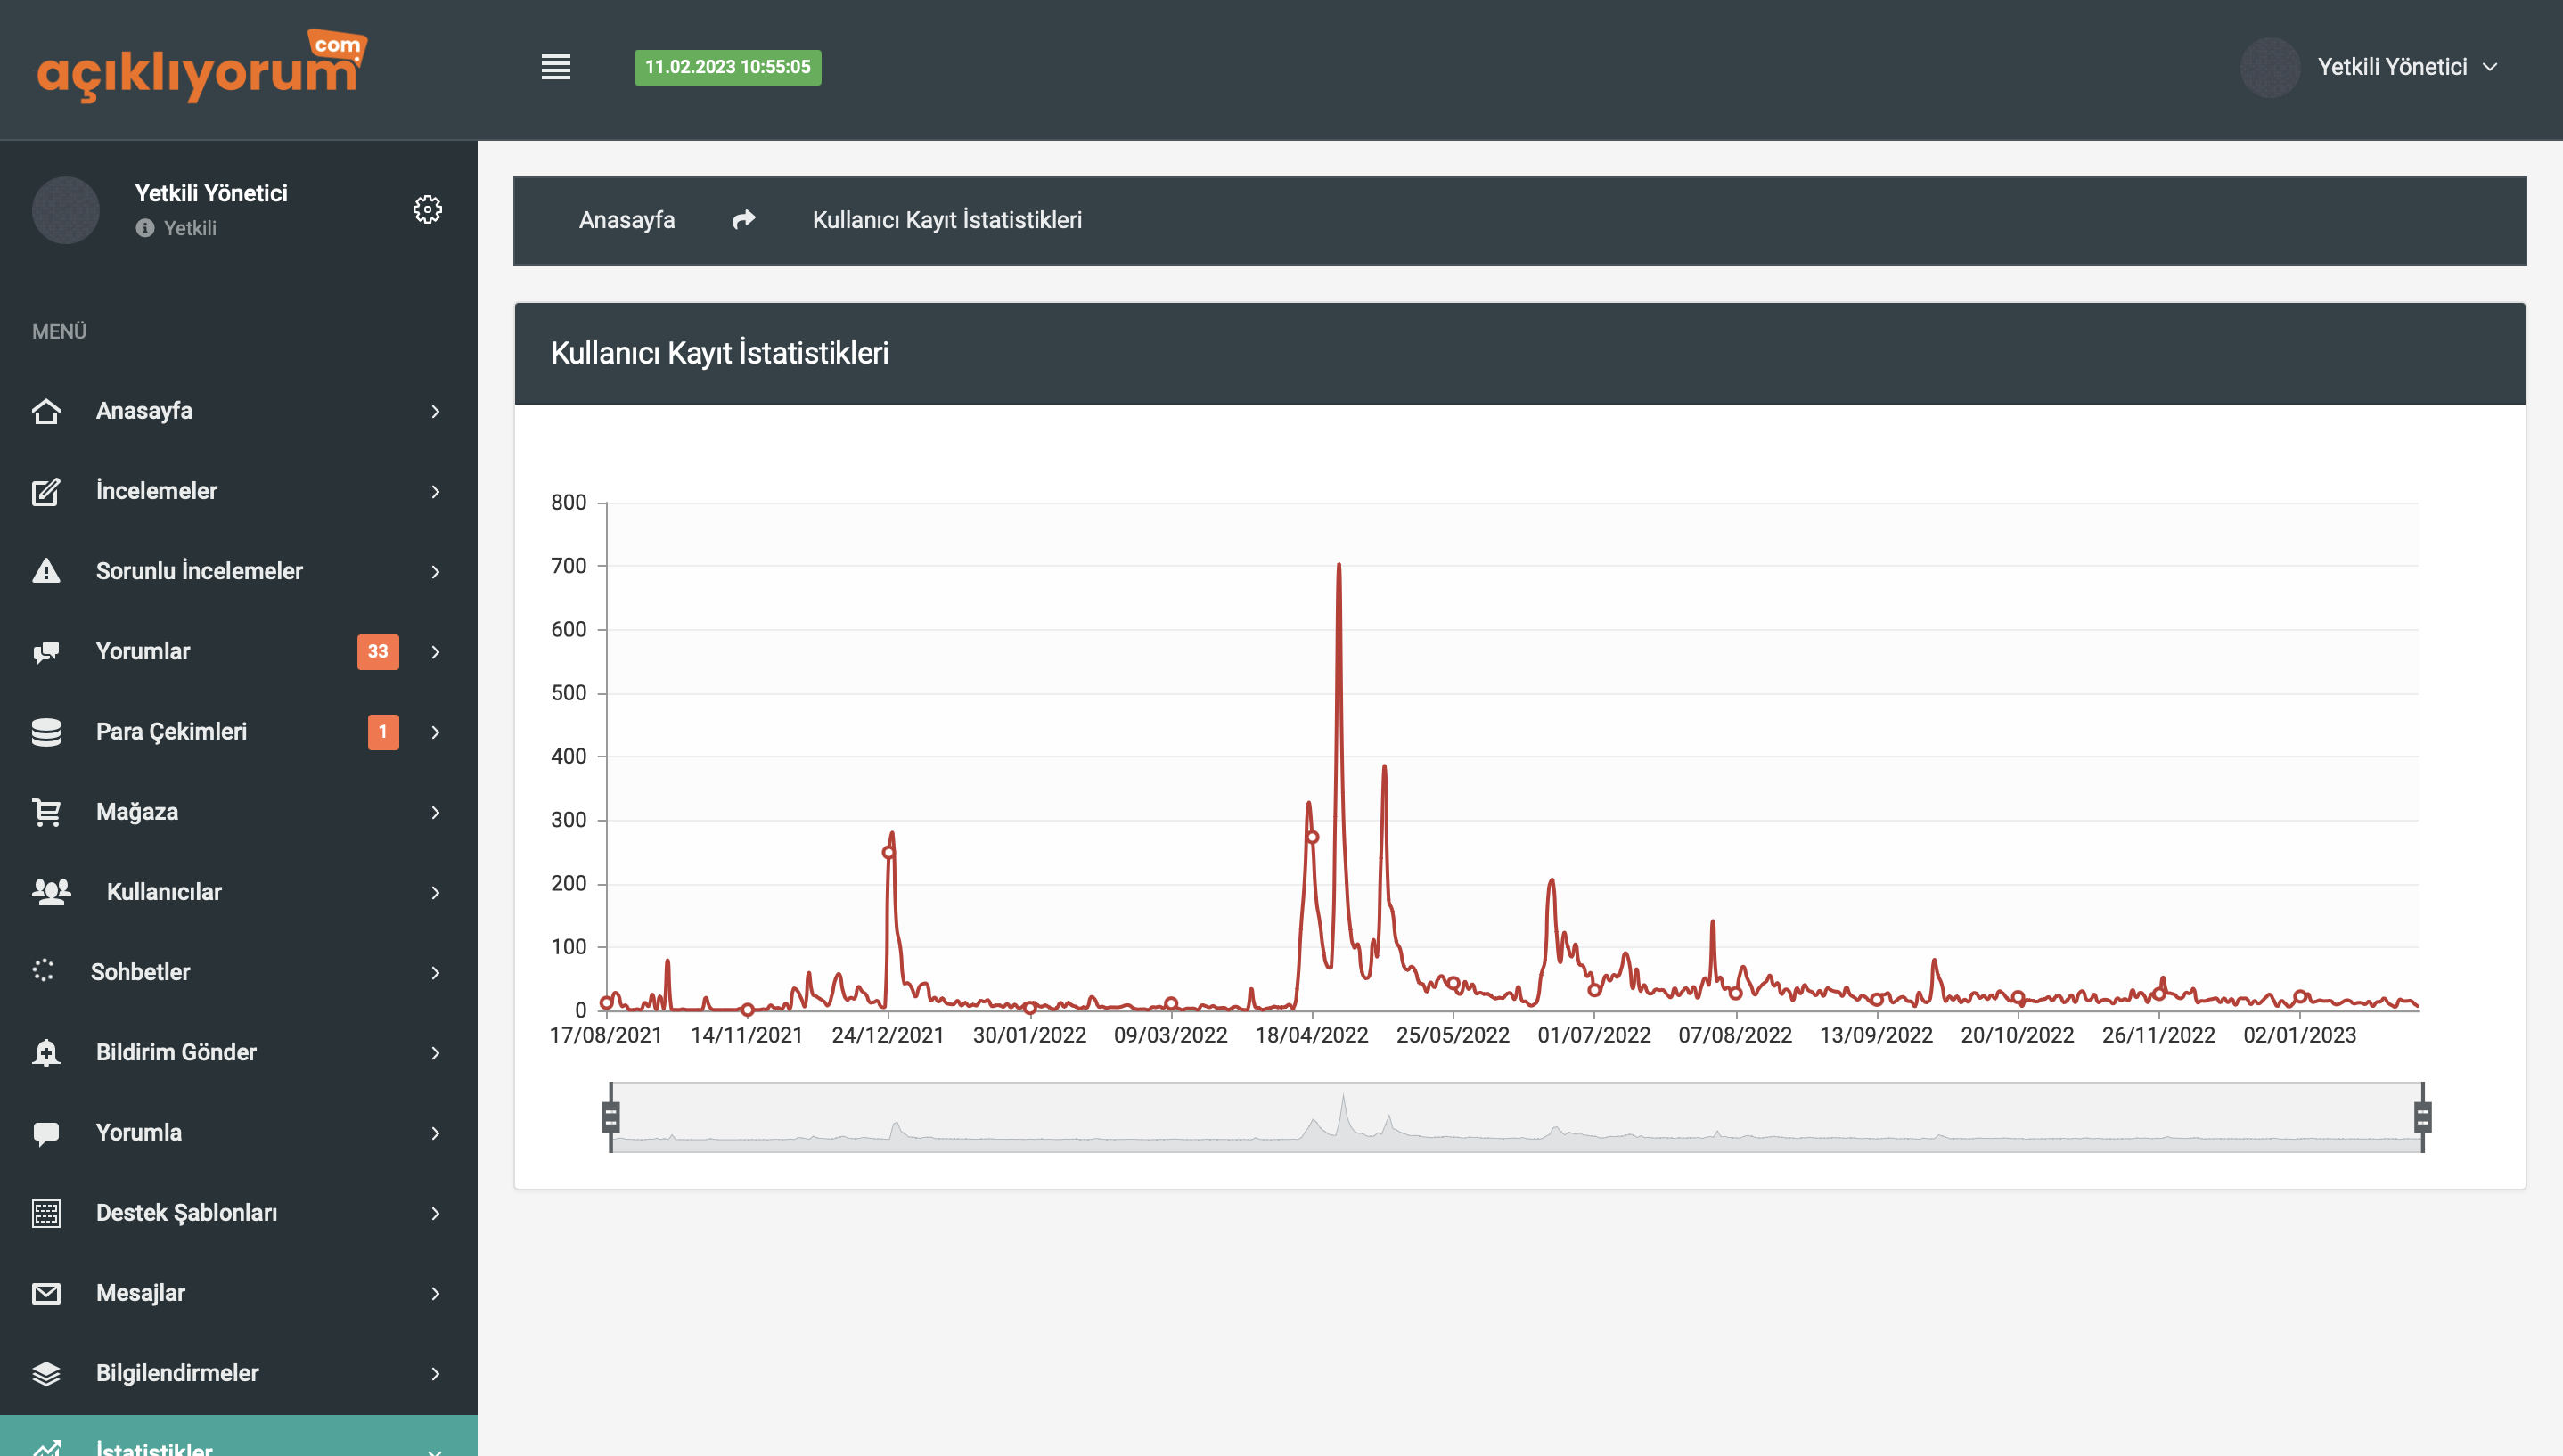 açıklıyorum
com
11.02.2023 10:55:05
Yetkili Yönetici
Yetkili Yönetici
Yetkili
MENÜ
Anasayfa
İncelemeler
Sorunlu İncelemeler
Yorumlar 33
Para Çekimleri 1
Mağaza
Kullanıcılar
Sohbetler
Bildirim Gönder
Yorumla
Destek Şablonları
Mesajlar
Bilgilendirmeler
İstatistikler
Anasayfa Kullanıcı Kayıt İstatistikleri
Kullanıcı Kayıt İstatistikleri
800
700
600
500
400
300
200
100
0
17/08/2021 14/11/2021 24/12/2021 30/01/2022 09/03/2022 18/04/2022 25/05/2022 01/07/2022 07/08/2022 13/09/2022 20/10/2022 26/11/2022 02/01/2023